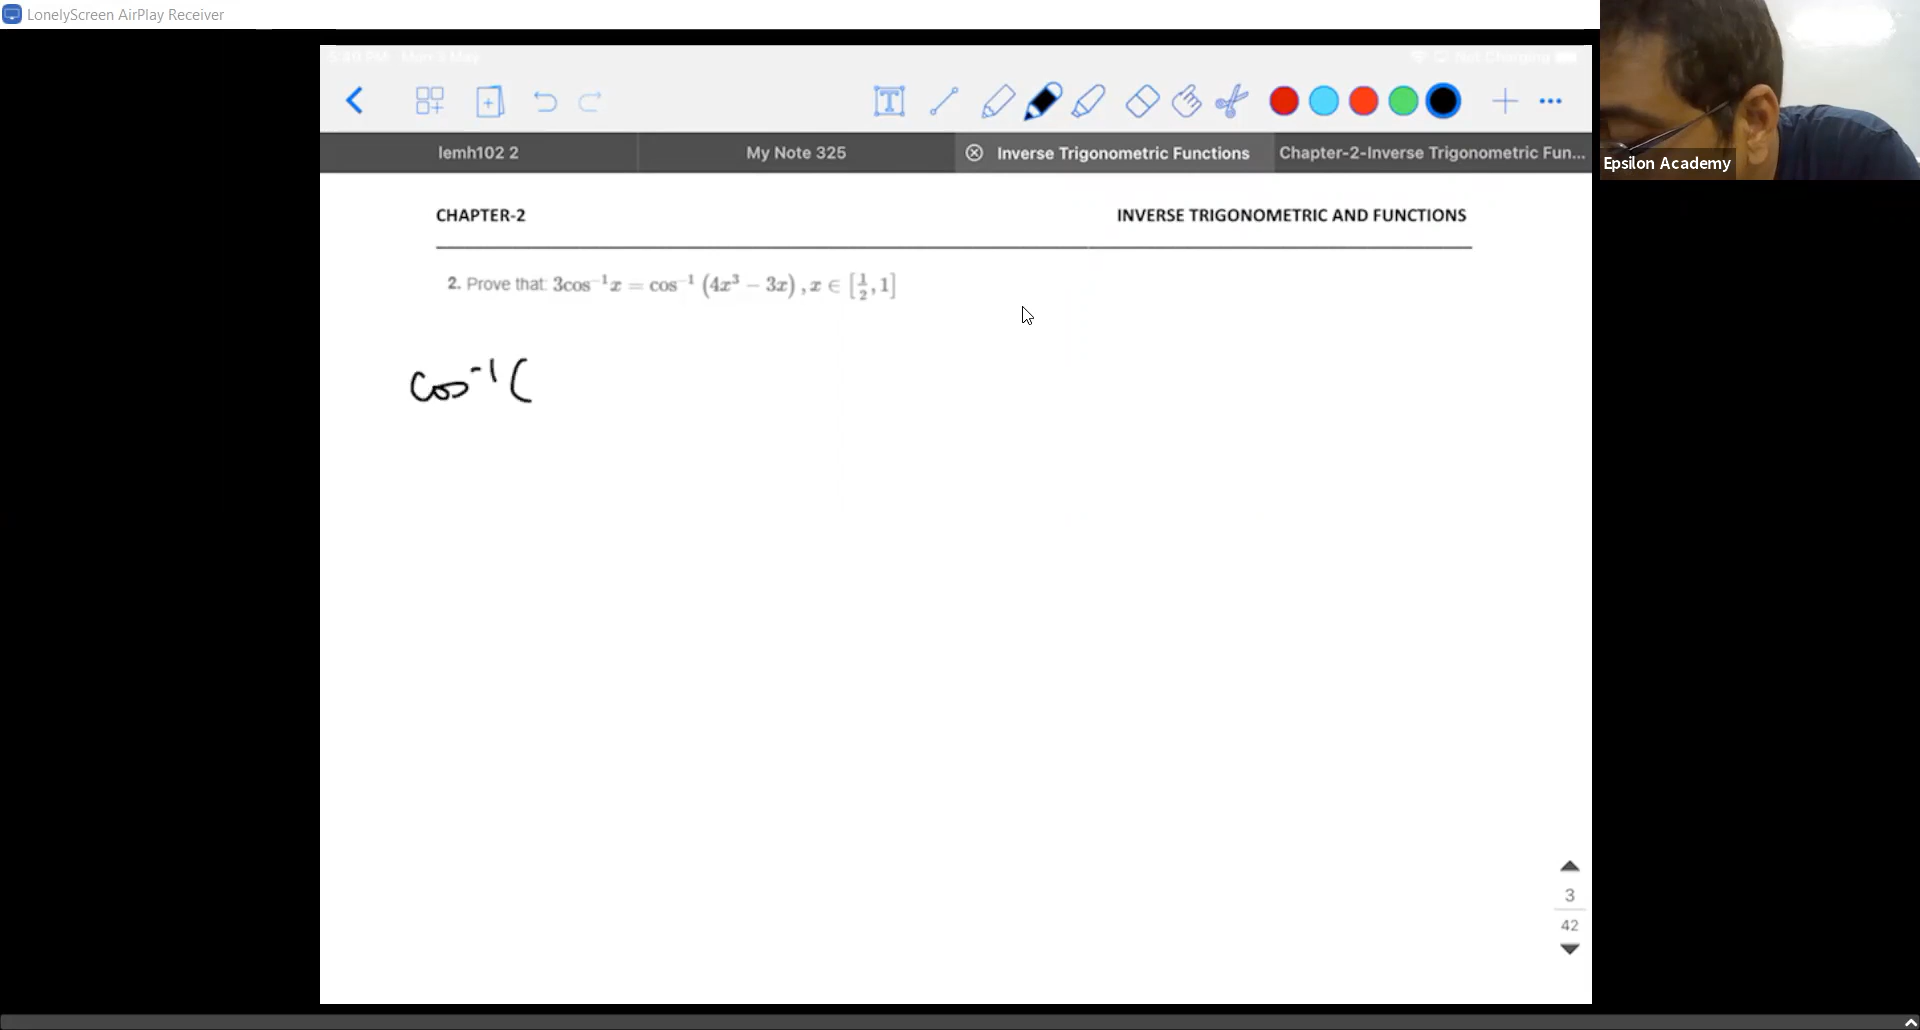 LonelyScreen AirPlay Receiver
lemh102 2
My Note 325
Inverse Trigonometric Functions
Chapter-2-Inverse Trigonometric Fun...
Epsilon Academy
CHAPTER-2
INVERSE TRIGONOMETRIC AND FUNCTIONS
2. Prove that: 3cos⁻¹x = cos⁻¹ (4x³ − 3x), x ∈ [1/2, 1]
cos⁻¹(
3
42